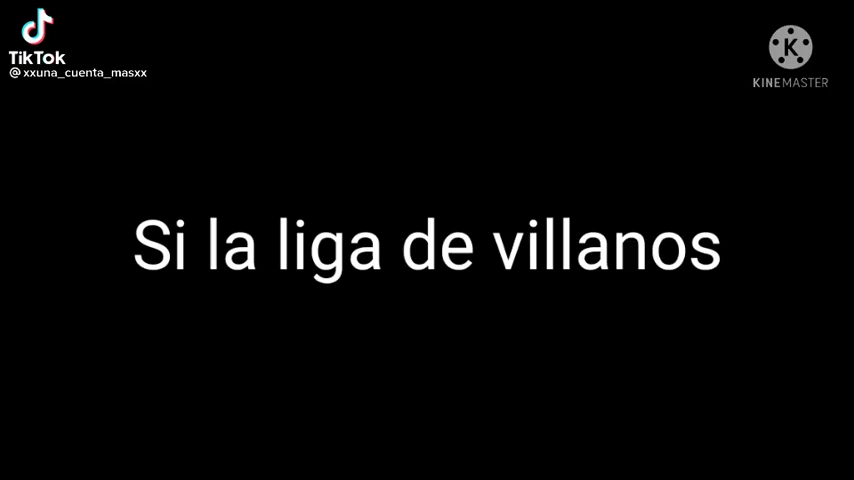 TikTok
@xxuna_cuenta_masxx
K
KINEMASTER
Si la liga de villanos